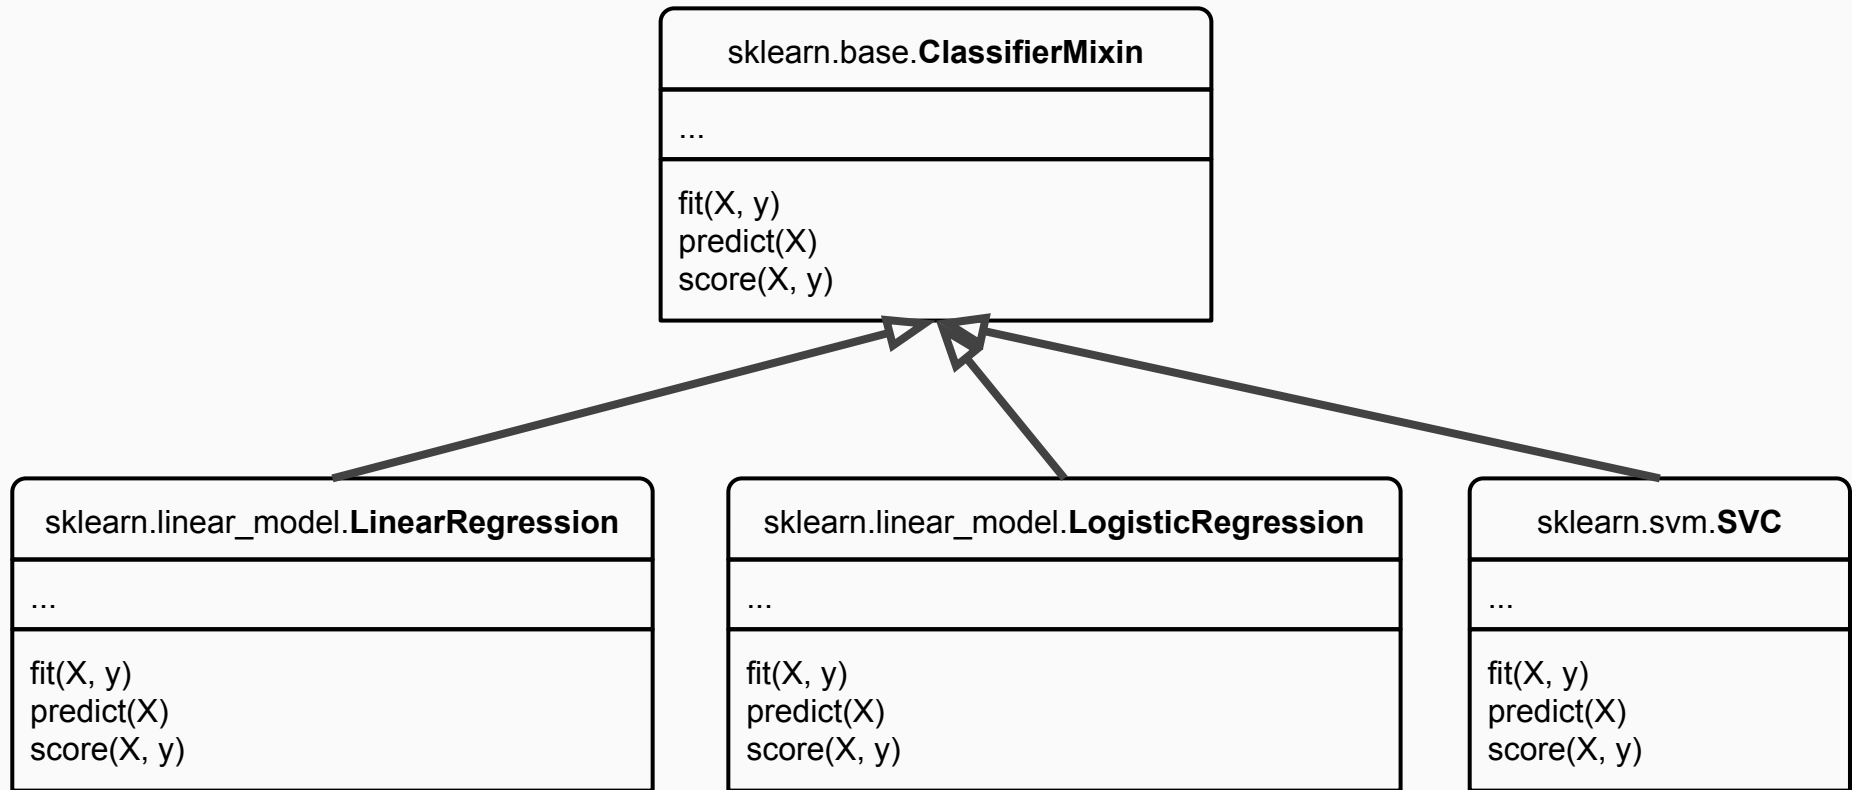 sklearn.base.ClassifierMixin
...
fit(X, y)
predict(X)
score(X, y)
sklearn.linear_model.LinearRegression
...
fit(X, y)
predict(X)
score(X, y)
sklearn.linear_model.LogisticRegression
...
fit(X, y)
predict(X)
score(X, y)
sklearn.svm.SVC
...
fit(X, y)
predict(X)
score(X, y)